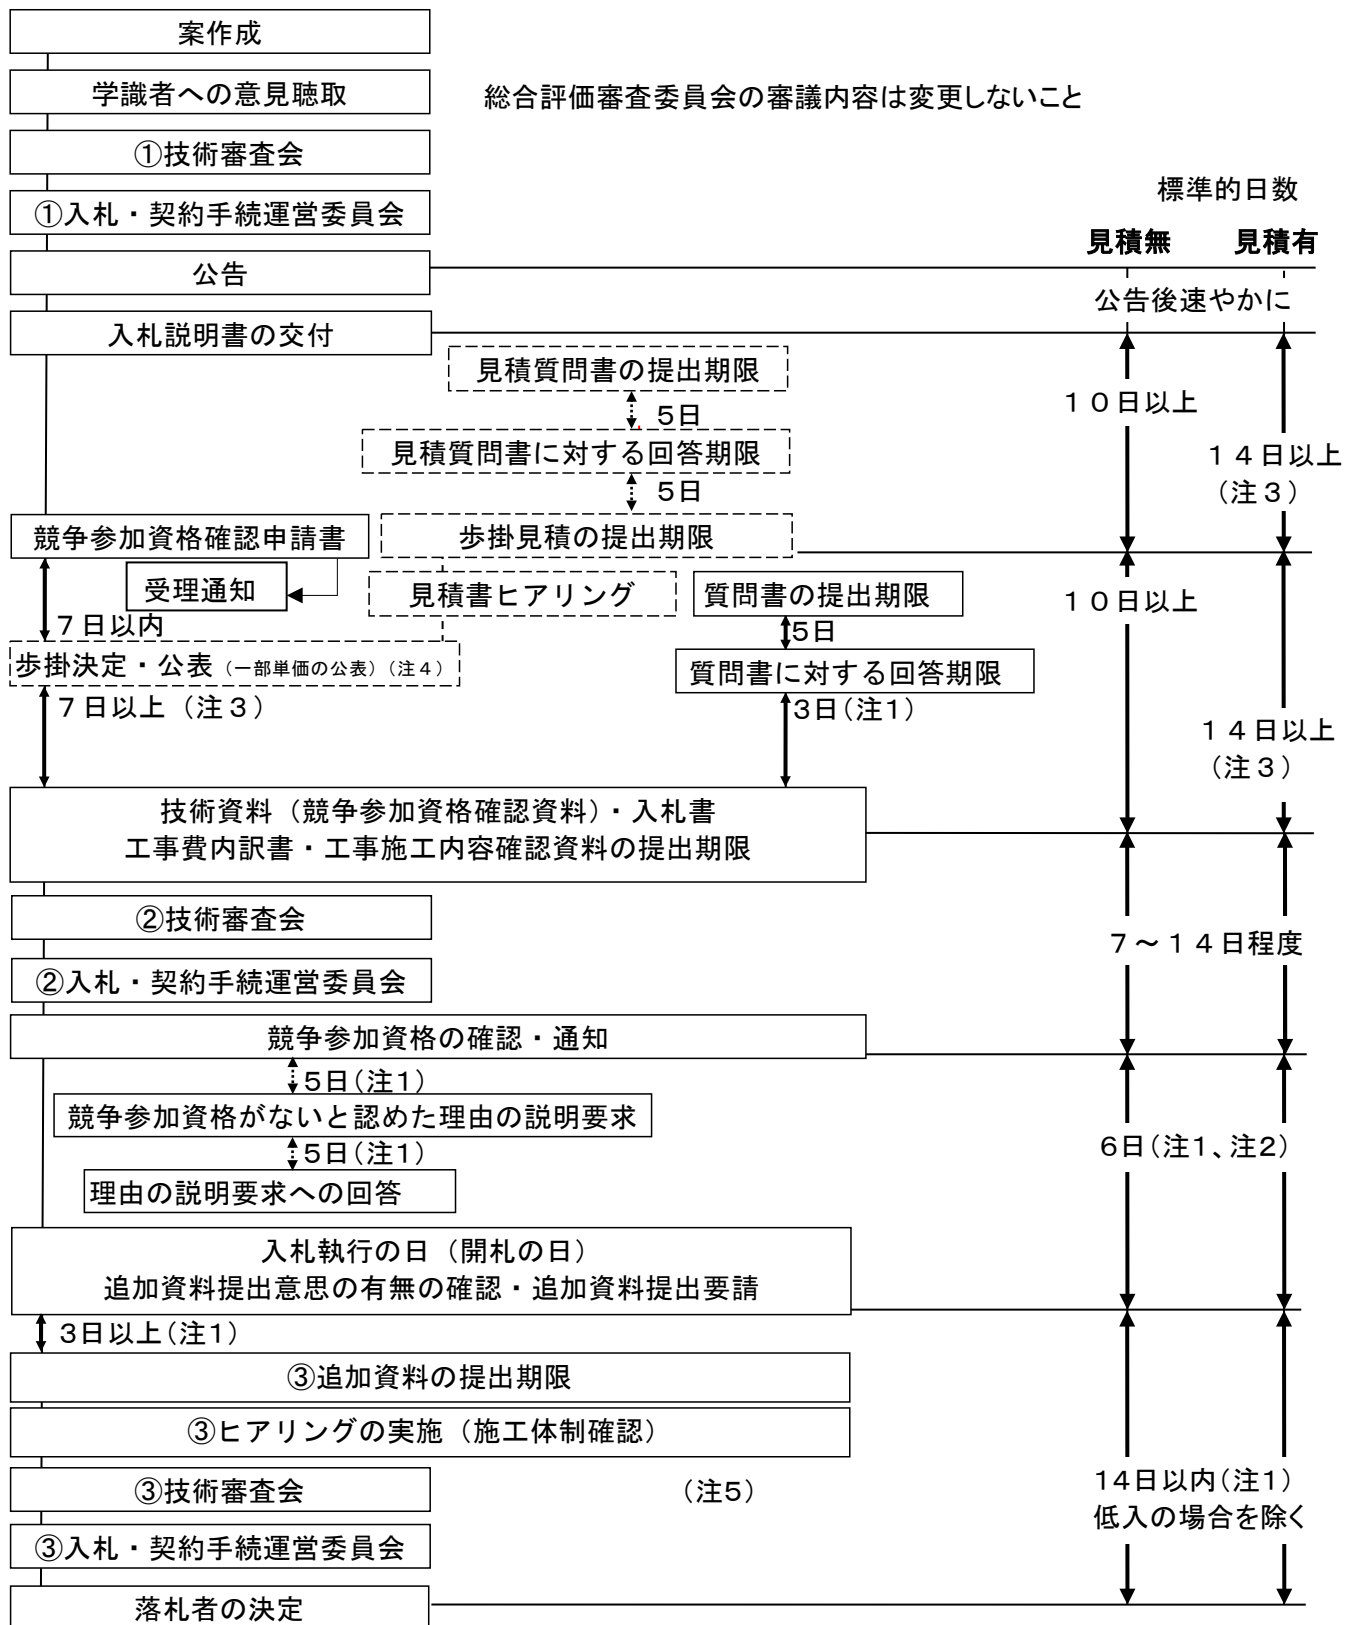 案作成
学識者への意見聴取
総合評価審査委員会の審議内容は変更しないこと
①技術審査会
標準的日数
①入札・契約手続運営委員会
見積無
見積有
公告
公告後速やかに
入札説明書の交付
見積質問書の提出期限
１０日以上
5日
見積質問書に対する回答期限
１４日以上
（注３）
5日
競争参加資格確認申請書
歩掛見積の提出期限
受理通知
見積書ヒアリング
質問書の提出期限
１０日以上
７日以内
5日
歩掛決定・公表（一部単価の公表）（注４）
質問書に対する回答期限
７日以上（注３）
3日（注1）
１４日以上
（注３）
技術資料（競争参加資格確認資料）・入札書
工事費内訳書・工事施工内容確認資料の提出期限
②技術審査会
７～１４日程度
②入札・契約手続運営委員会
競争参加資格の確認・通知
5日（注1）
競争参加資格がないと認めた理由の説明要求
5日（注1）
6日（注1、注2）
理由の説明要求への回答
入札執行の日（開札の日）
追加資料提出意思の有無の確認・追加資料提出要請
3日以上（注1）
③追加資料の提出期限
③ヒアリングの実施（施工体制確認）
③技術審査会
（注5）
14日以内（注1）
低入の場合を除く
③入札・契約手続運営委員会
落札者の決定